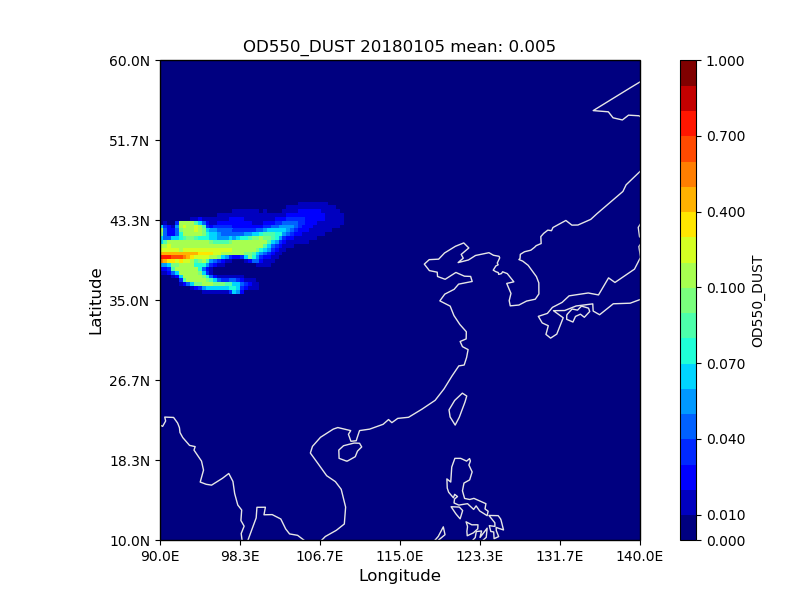 OD550_DUST 20180105 mean: 0.005
60.0N
51.7N
43.3N
35.0N
26.7N
18.3N
10.0N
Latitude
90.0E 98.3E 106.7E 115.0E 123.3E 131.7E 140.0E
Longitude
1.000
0.700
0.400
0.100
0.070
0.040
0.010
0.000
OD550_DUST